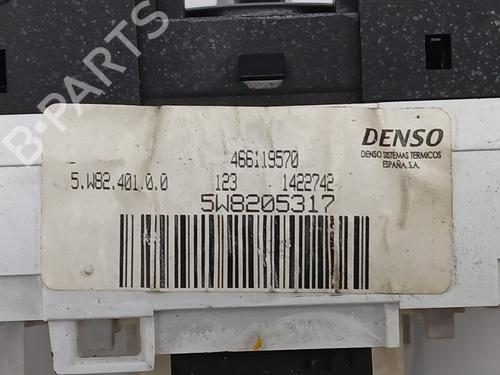 DENSO
DENSO SISTEMAS TERMICOS
ESPAÑA, S.A.
466119570
5.W82.401.0.0 123 1422742
5W8205317
B-PARTS